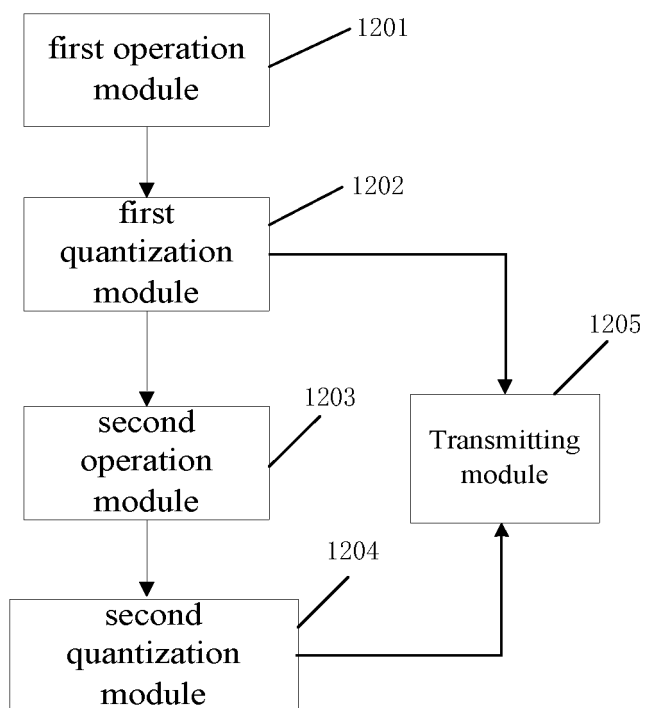 first operation
module
1201
first
quantization
module
1202
second
operation
module
1203
second
quantization
module
1204
Transmitting
module
1205